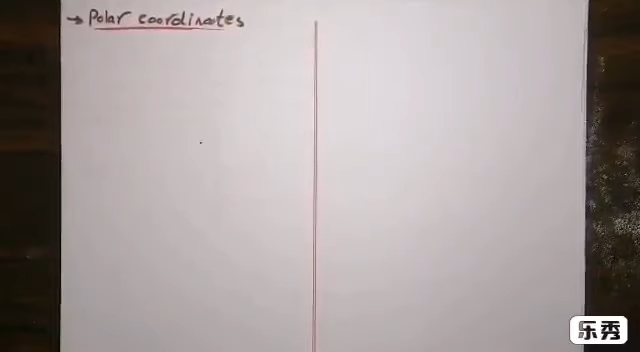 → Polar coordinates
乐秀